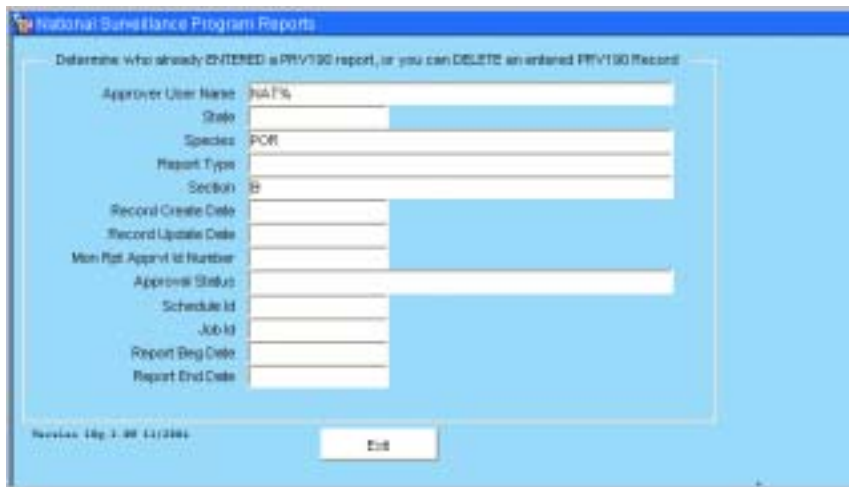 National Surveillance Program Reports
Determine who already ENTERED a PRV190 report, or you can DELETE an entered PRV190 Record
Approver User Name NAT%
State
Species POR
Report Type
Section B
Record Create Date
Record Update Date
Mon Rpt Apprvl Id Number
Approval Status
Schedule Id
Job Id
Report Beg Date
Report End Date
Version 10g
Exit